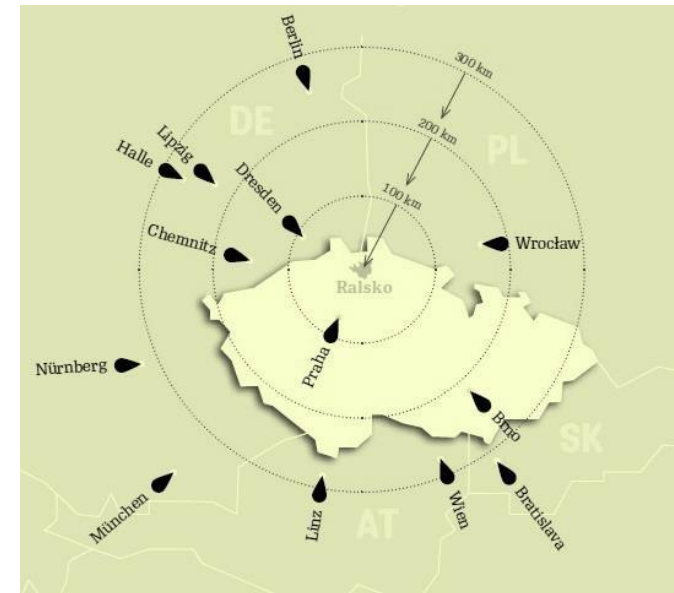 Berlin
300 km
DE
200 km
PL
Lipzig
Halle
Dresden
100 km
Chemnitz
Wrocław
Ralsko
Praha
Nürnberg
Brno
SK
München
Linz
AT
Wien
Bratislava